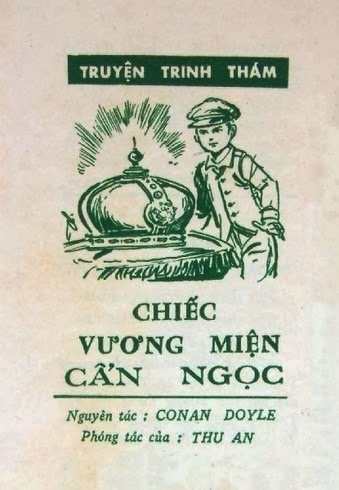 TRUYỆN TRINH THÁM
CHIẾC
VƯƠNG MIỆN
CẨN NGỌC
Nguyên tác : CONAN DOYLE
Phóng tác của : THU AN